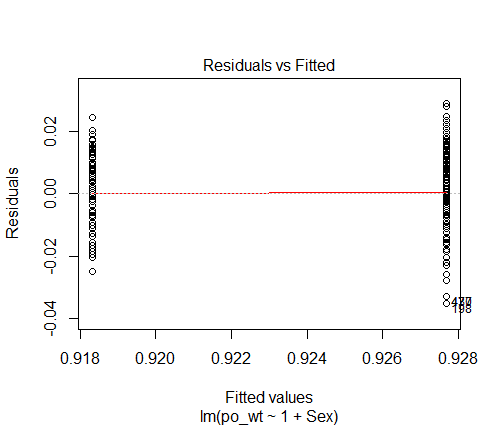 Residuals vs Fitted
Residuals
0.02
0.00
-0.02
-0.04
198
0.918
0.920
0.922
0.924
0.926
0.928
Fitted values
lm(po_wt ~ 1 + Sex)